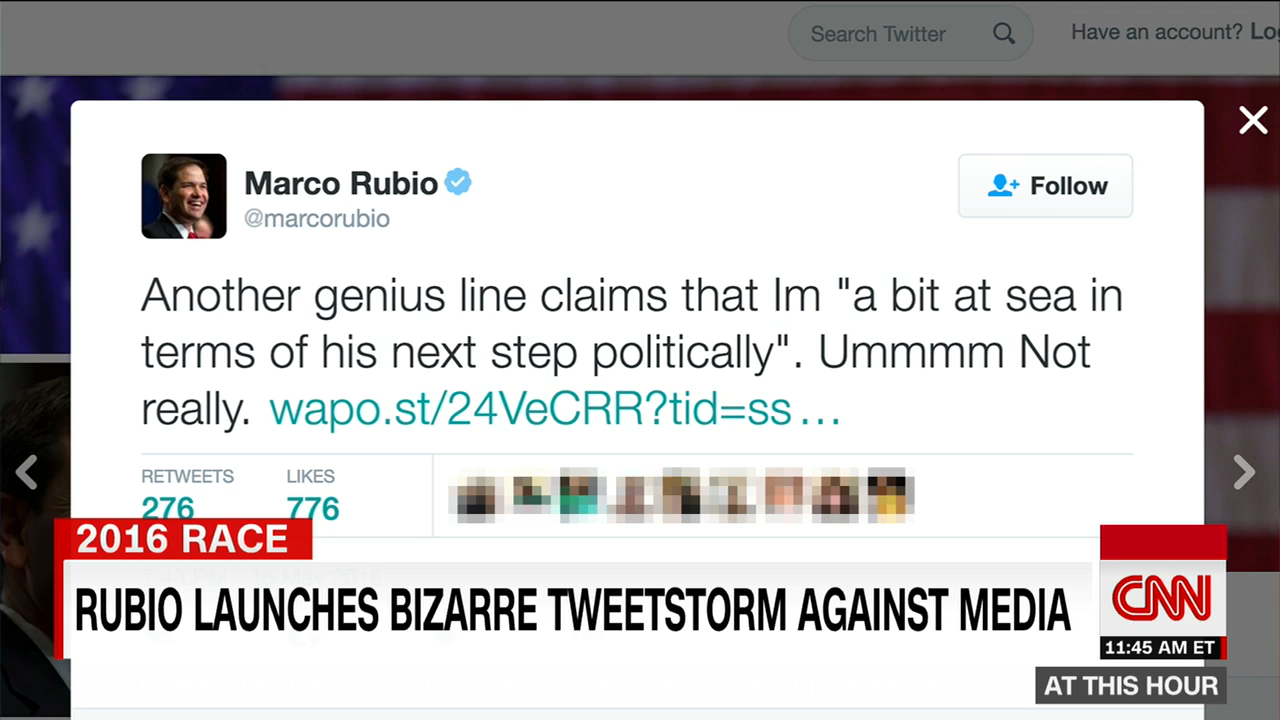 Search Twitter
Have an account? Log
Marco Rubio
@marcorubio
Follow
Another genius line claims that Im "a bit at sea in
terms of his next step politically". Ummmm Not
really. wapo.st/24VeCRR?tid=ss...
RETWEETS LIKES
276 776
2016 RACE
RUBIO LAUNCHES BIZARRE TWEETSTORM AGAINST MEDIA
CNN
11:45 AM ET
AT THIS HOUR